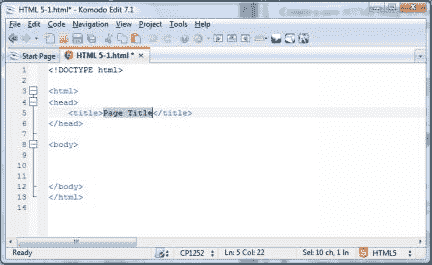 HTML 5-1.html* - Komodo Edit 7.1
File Edit Code Navigation View Project Tools Help
Start Page HTML 5-1.html *
1 <!DOCTYPE html>
2
3 <html>
4 <head>
5 <title>Page Title</title>
6 </head>
7
8 <body>
9
10
11
12 </body>
13 </html>
14
Ready CP1252 Ln: 5 Col: 22 Sel: 10 ch, 1 ln HTML5